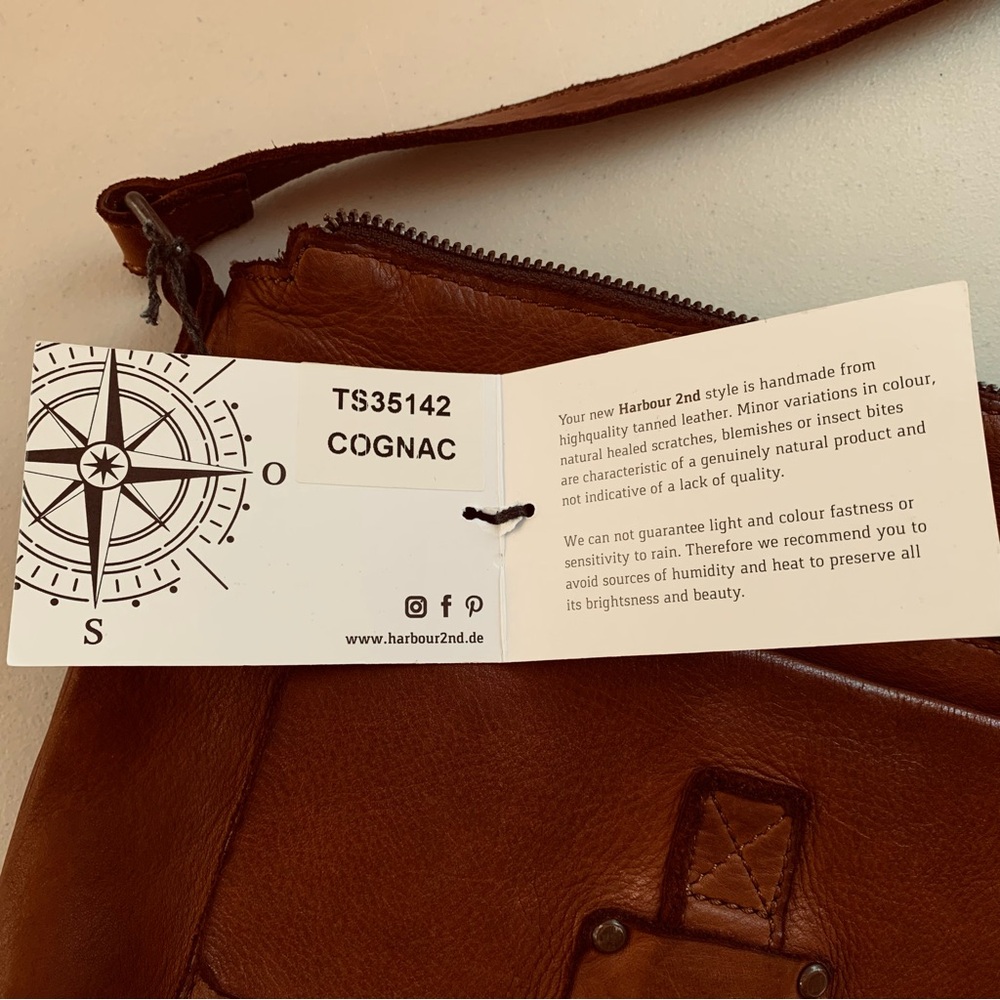 TS35142
COGNAC
O
S
www.harbour2nd.de
Your new Harbour 2nd style is handmade from
highquality tanned leather. Minor variations in colour,
natural healed scratches, blemishes or insect bites
are characteristic of a genuinely natural product and
not indicative of a lack of quality.
We can not guarantee light and colour fastness or
sensitivity to rain. Therefore we recommend you to
avoid sources of humidity and heat to preserve all
its brightsness and beauty.